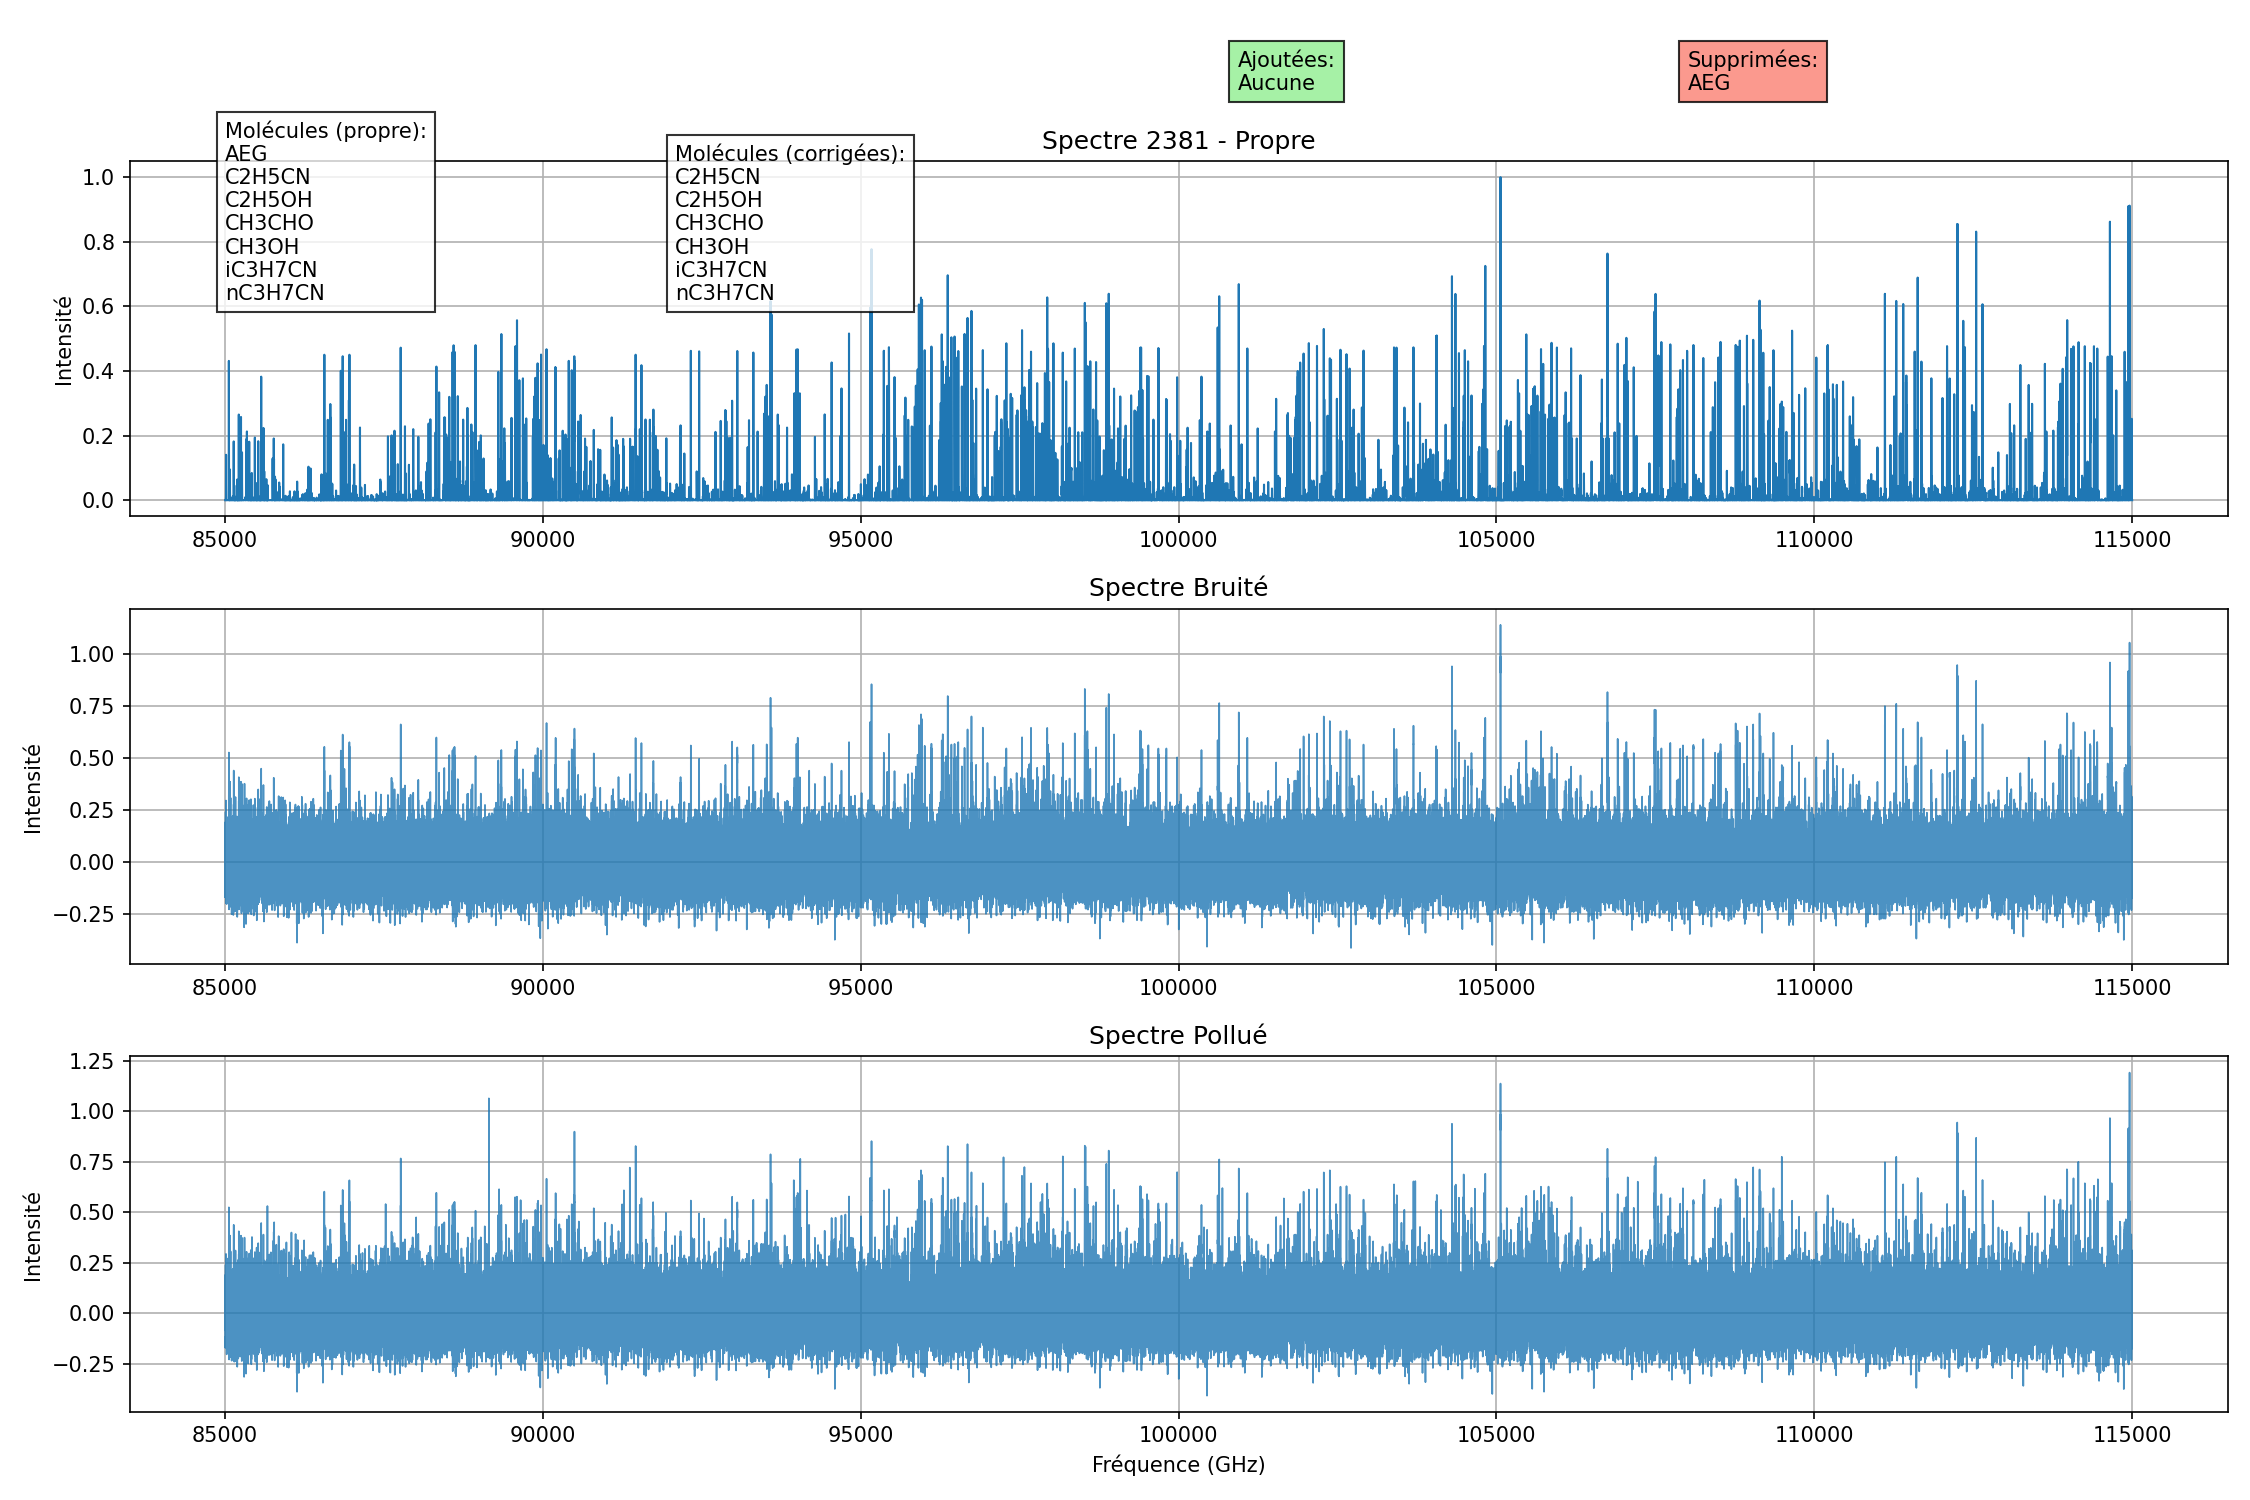 Ajoutées:
Aucune
Supprimées:
AEG
Molécules (propre):
AEG
C2H5CN
C2H5OH
CH3CHO
CH3OH
iC3H7CN
nC3H7CN
Molécules (corrigées):
C2H5CN
C2H5OH
CH3CHO
CH3OH
iC3H7CN
nC3H7CN
Spectre 2381 - Propre
Intensité
1.0
0.8
0.6
0.4
0.2
0.0
85000 90000 95000 100000 105000 110000 115000
Spectre Bruité
Intensité
1.00
0.75
0.50
0.25
0.00
−0.25
85000 90000 95000 100000 105000 110000 115000
Spectre Pollué
Intensité
1.25
1.00
0.75
0.50
0.25
0.00
−0.25
85000 90000 95000 100000 105000 110000 115000
Fréquence (GHz)